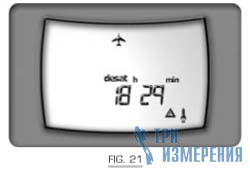 desat h min
18 29
ТРИ
ИЗМЕРЕНИЯ
FIG. 21